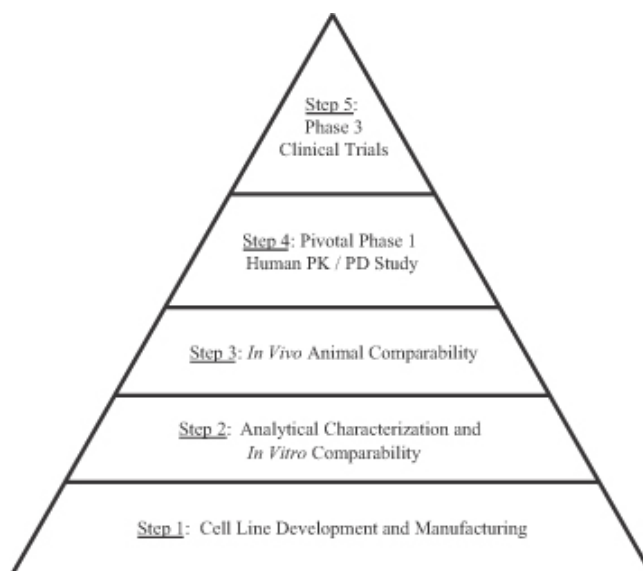 Step 5:
Phase 3
Clinical Trials
Step 4: Pivotal Phase 1
Human PK / PD Study
Step 3: In Vivo Animal Comparability
Step 2: Analytical Characterization and
In Vitro Comparability
Step 1: Cell Line Development and Manufacturing